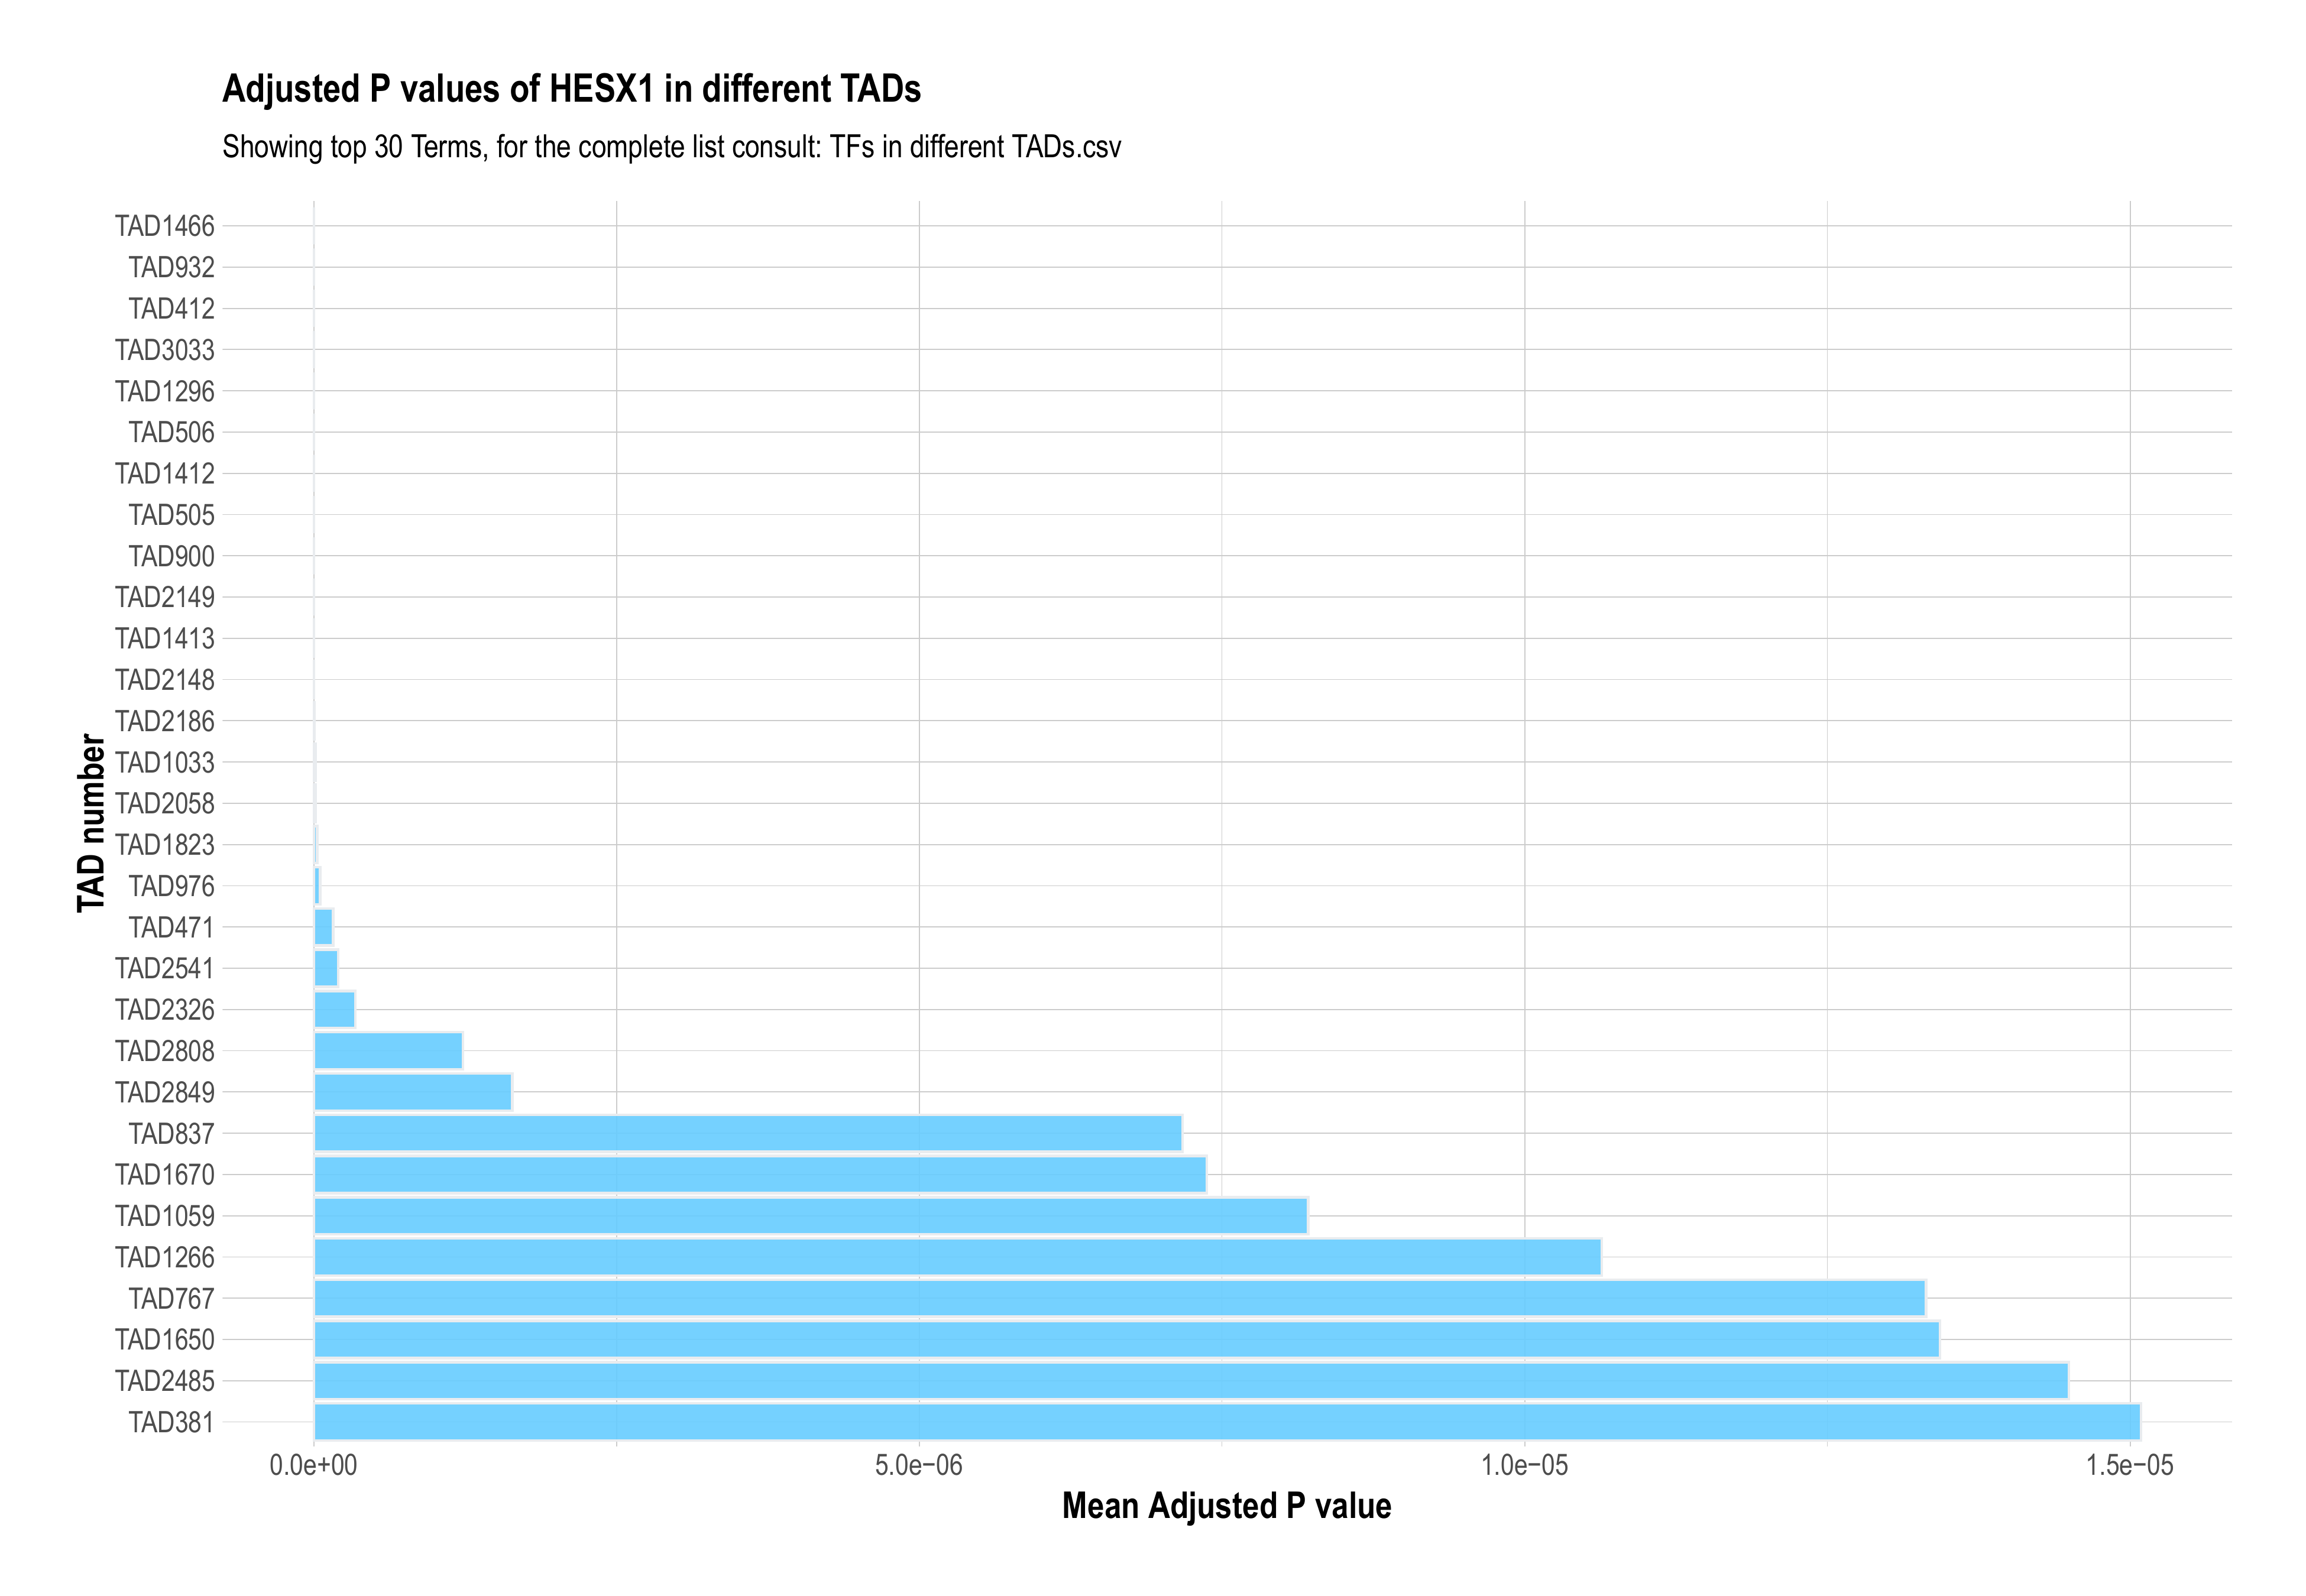 Adjusted P values of HESX1 in different TADs
Showing top 30 Terms, for the complete list consult: TFs in different TADs.csv
TAD number
TAD1466
TAD932
TAD412
TAD3033
TAD1296
TAD506
TAD1412
TAD505
TAD900
TAD2149
TAD1413
TAD2148
TAD2186
TAD1033
TAD2058
TAD1823
TAD976
TAD471
TAD2541
TAD2326
TAD2808
TAD2849
TAD837
TAD1670
TAD1059
TAD1266
TAD767
TAD1650
TAD2485
TAD381
0.0e+00 5.0e−06 1.0e−05 1.5e−05
Mean Adjusted P value